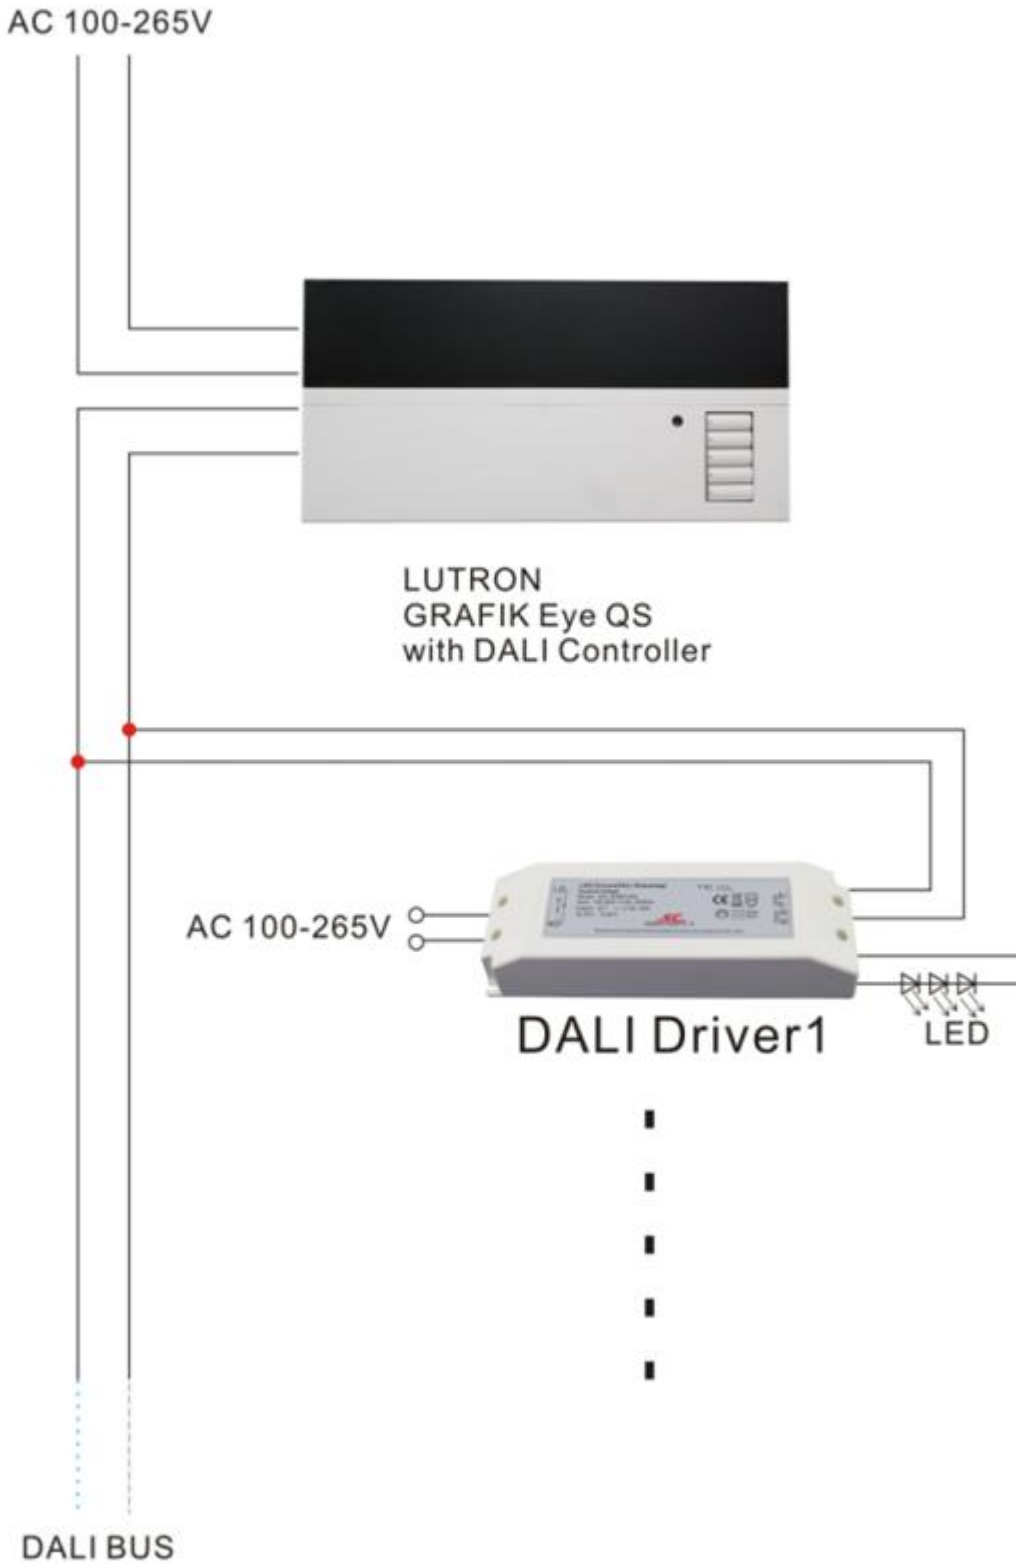 AC 100-265V
LUTRON
GRAFIK Eye QS
with DALI Controller
AC 100-265V
DALI Driver1
LED
DALI BUS